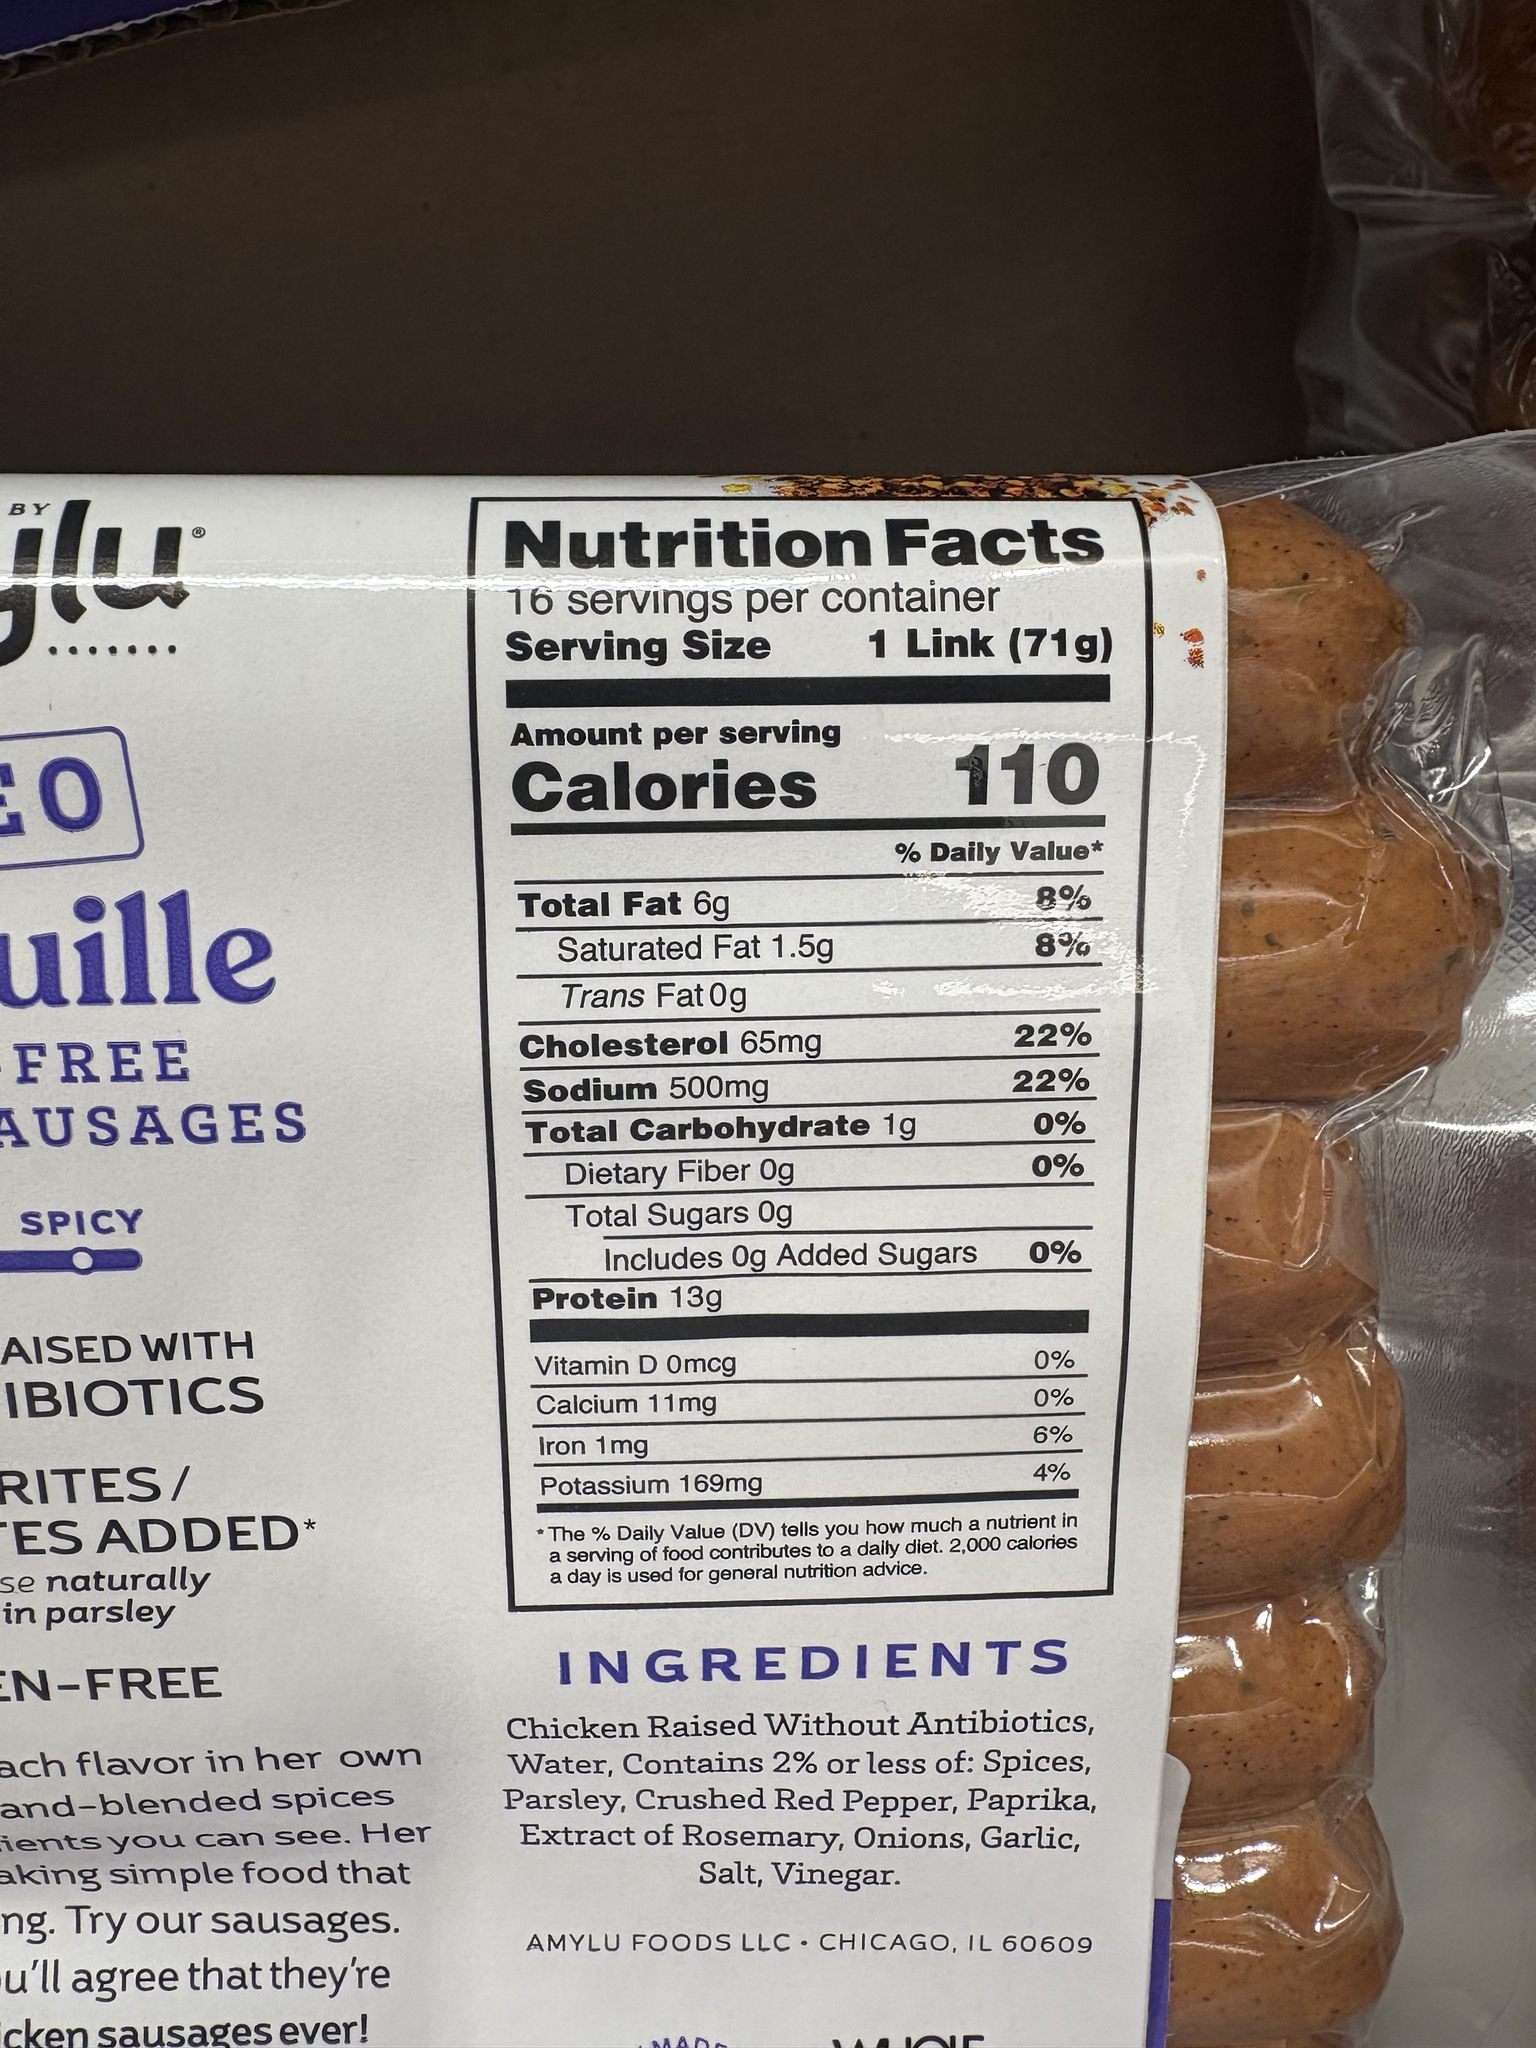 BY
ylu®
EO
uille
-FREE
AUSAGES
SPICY
AISED WITH
IBIOTICS
RITES/
TES ADDED*
se naturally
in parsley
EN-FREE
ach flavor in her own
and-blended spices
ients you can see. Her
aking simple food that
ng. Try our sausages.
u'll agree that they're
cken sausages ever!
Nutrition Facts
16 servings per container
Serving Size 1 Link (71g)
Amount per serving
Calories 110
% Daily Value*
Total Fat 6g 8%
Saturated Fat 1.5g 8%
Trans Fat 0g
Cholesterol 65mg 22%
Sodium 500mg 22%
Total Carbohydrate 1g 0%
Dietary Fiber 0g 0%
Total Sugars 0g
Includes 0g Added Sugars 0%
Protein 13g
Vitamin D 0mcg 0%
Calcium 11mg 0%
Iron 1mg 6%
Potassium 169mg 4%
*The % Daily Value (DV) tells you how much a nutrient in
a serving of food contributes to a daily diet. 2,000 calories
a day is used for general nutrition advice.
INGREDIENTS
Chicken Raised Without Antibiotics,
Water, Contains 2% or less of: Spices,
Parsley, Crushed Red Pepper, Paprika,
Extract of Rosemary, Onions, Garlic,
Salt, Vinegar.
AMYLU FOODS LLC • CHICAGO, IL 60609
MADE